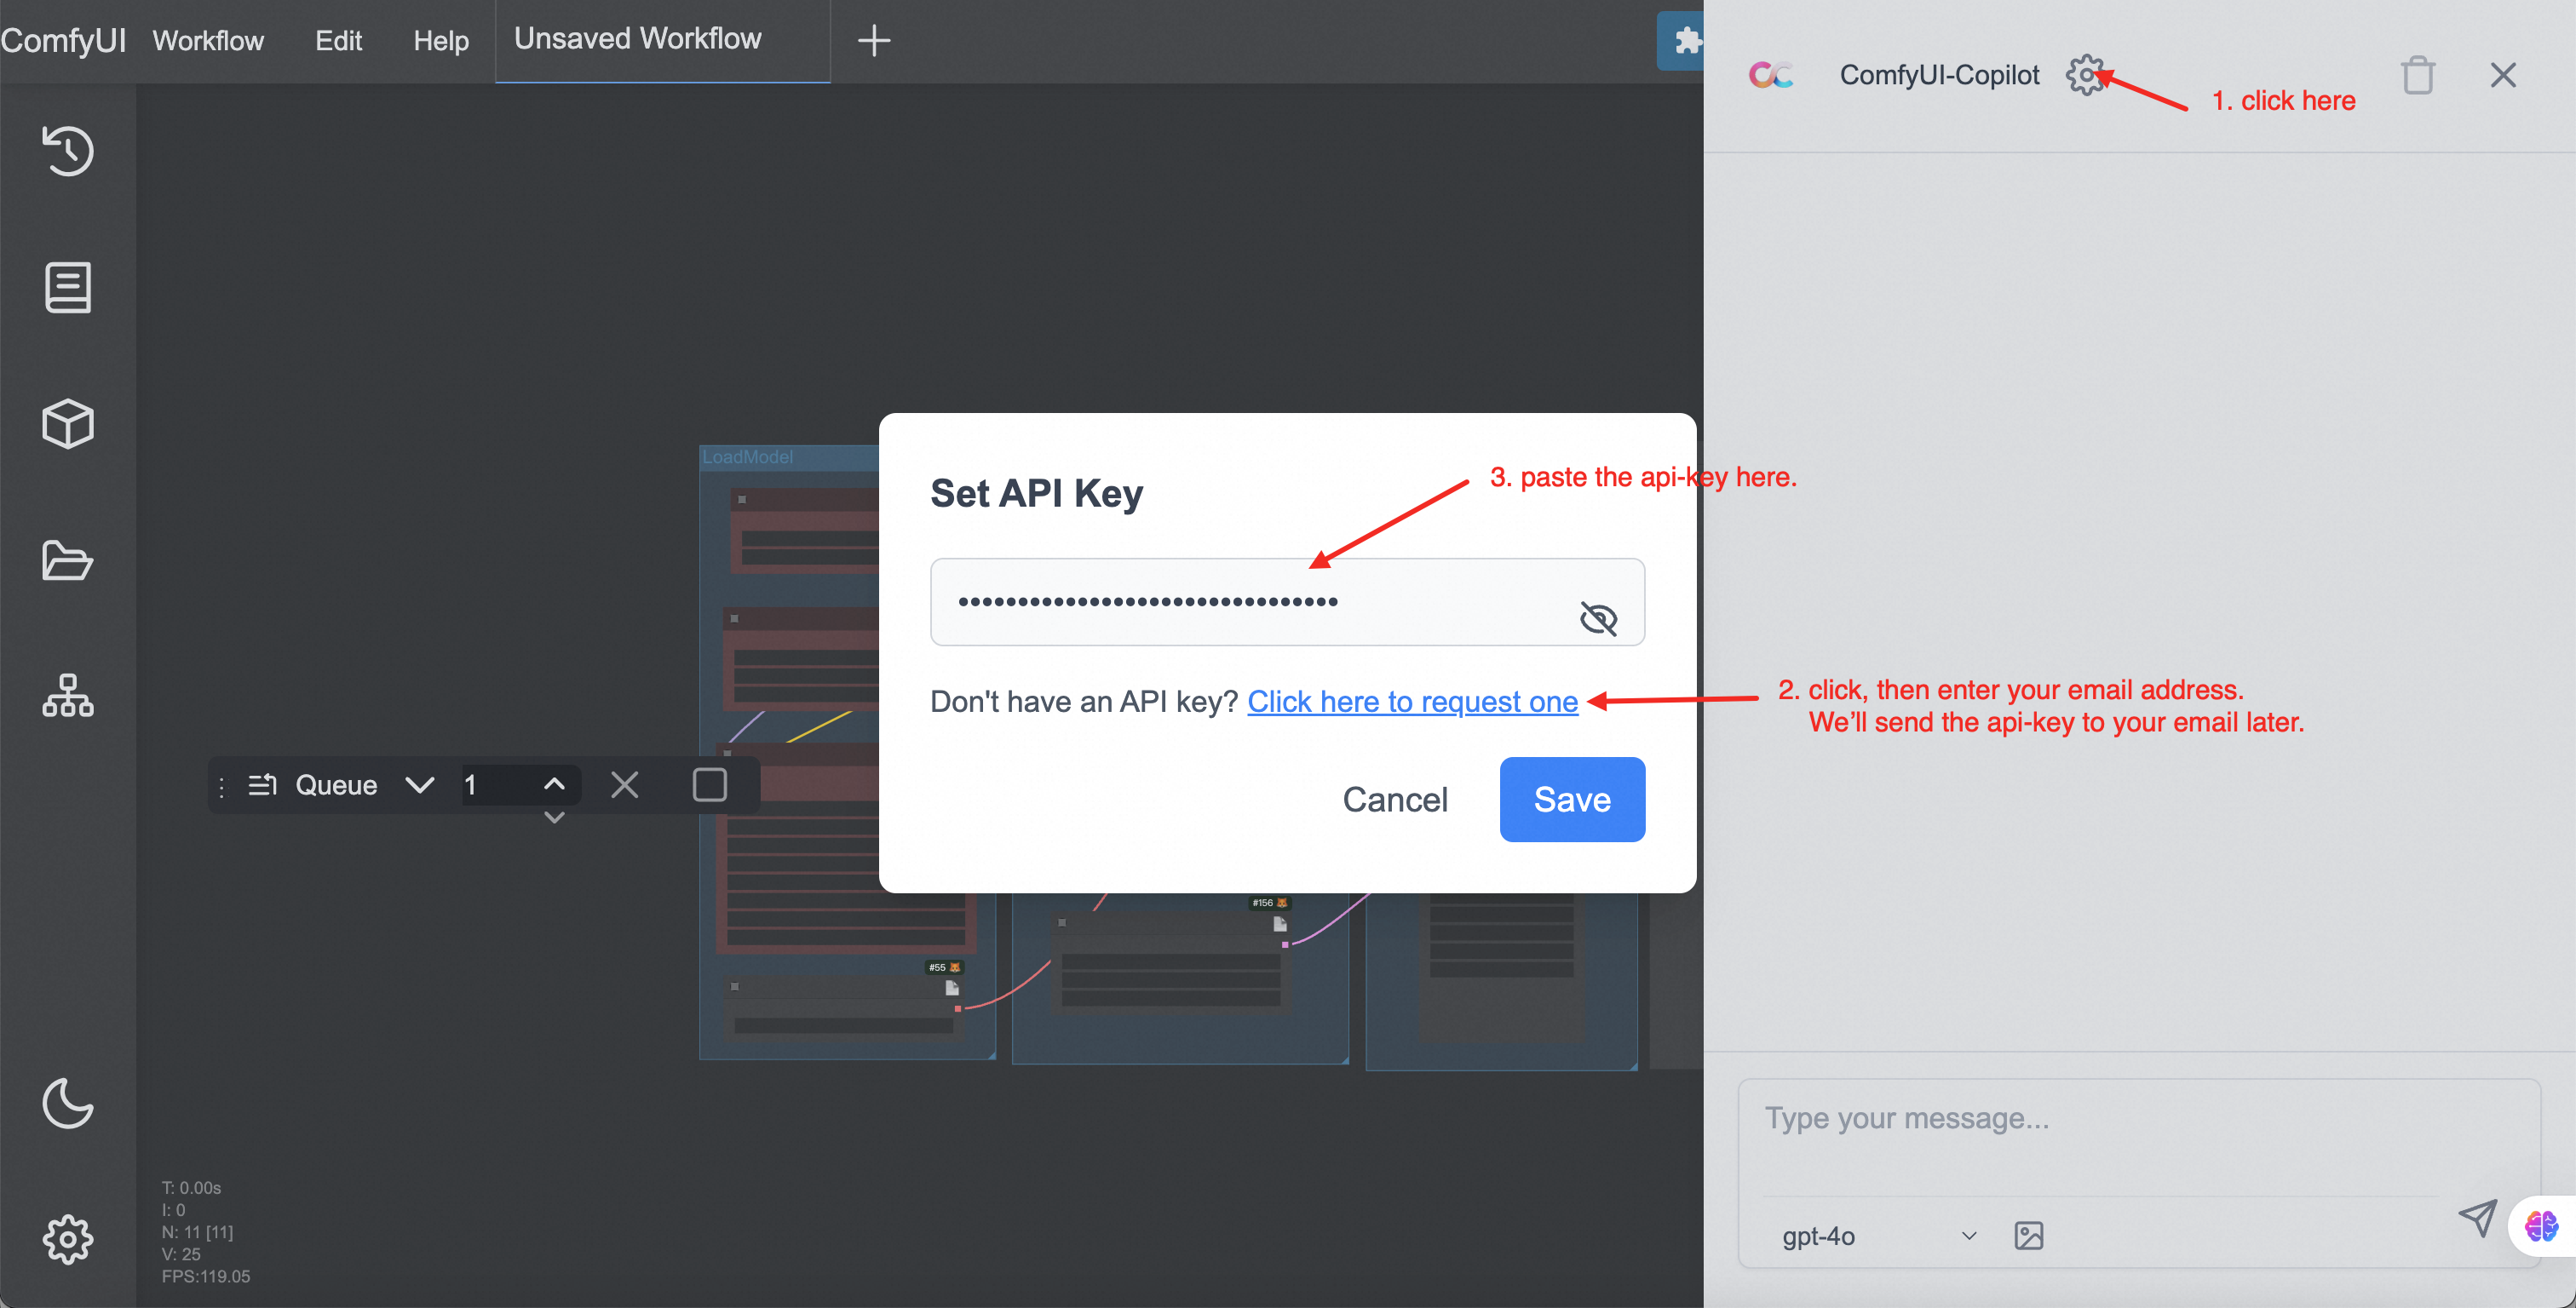 ComfyUI Workflow Edit Help Unsaved Workflow
ComfyUI-Copilot
1. click here
LoadModel
Set API Key
3. paste the api-key here.
Don't have an API key? Click here to request one
2. click, then enter your email address.
We'll send the api-key to your email later.
Queue 1
Cancel Save
#156
#55
Type your message...
gpt-4o
T: 0.00s
I: 0
N: 11 [11]
V: 25
FPS:119.05